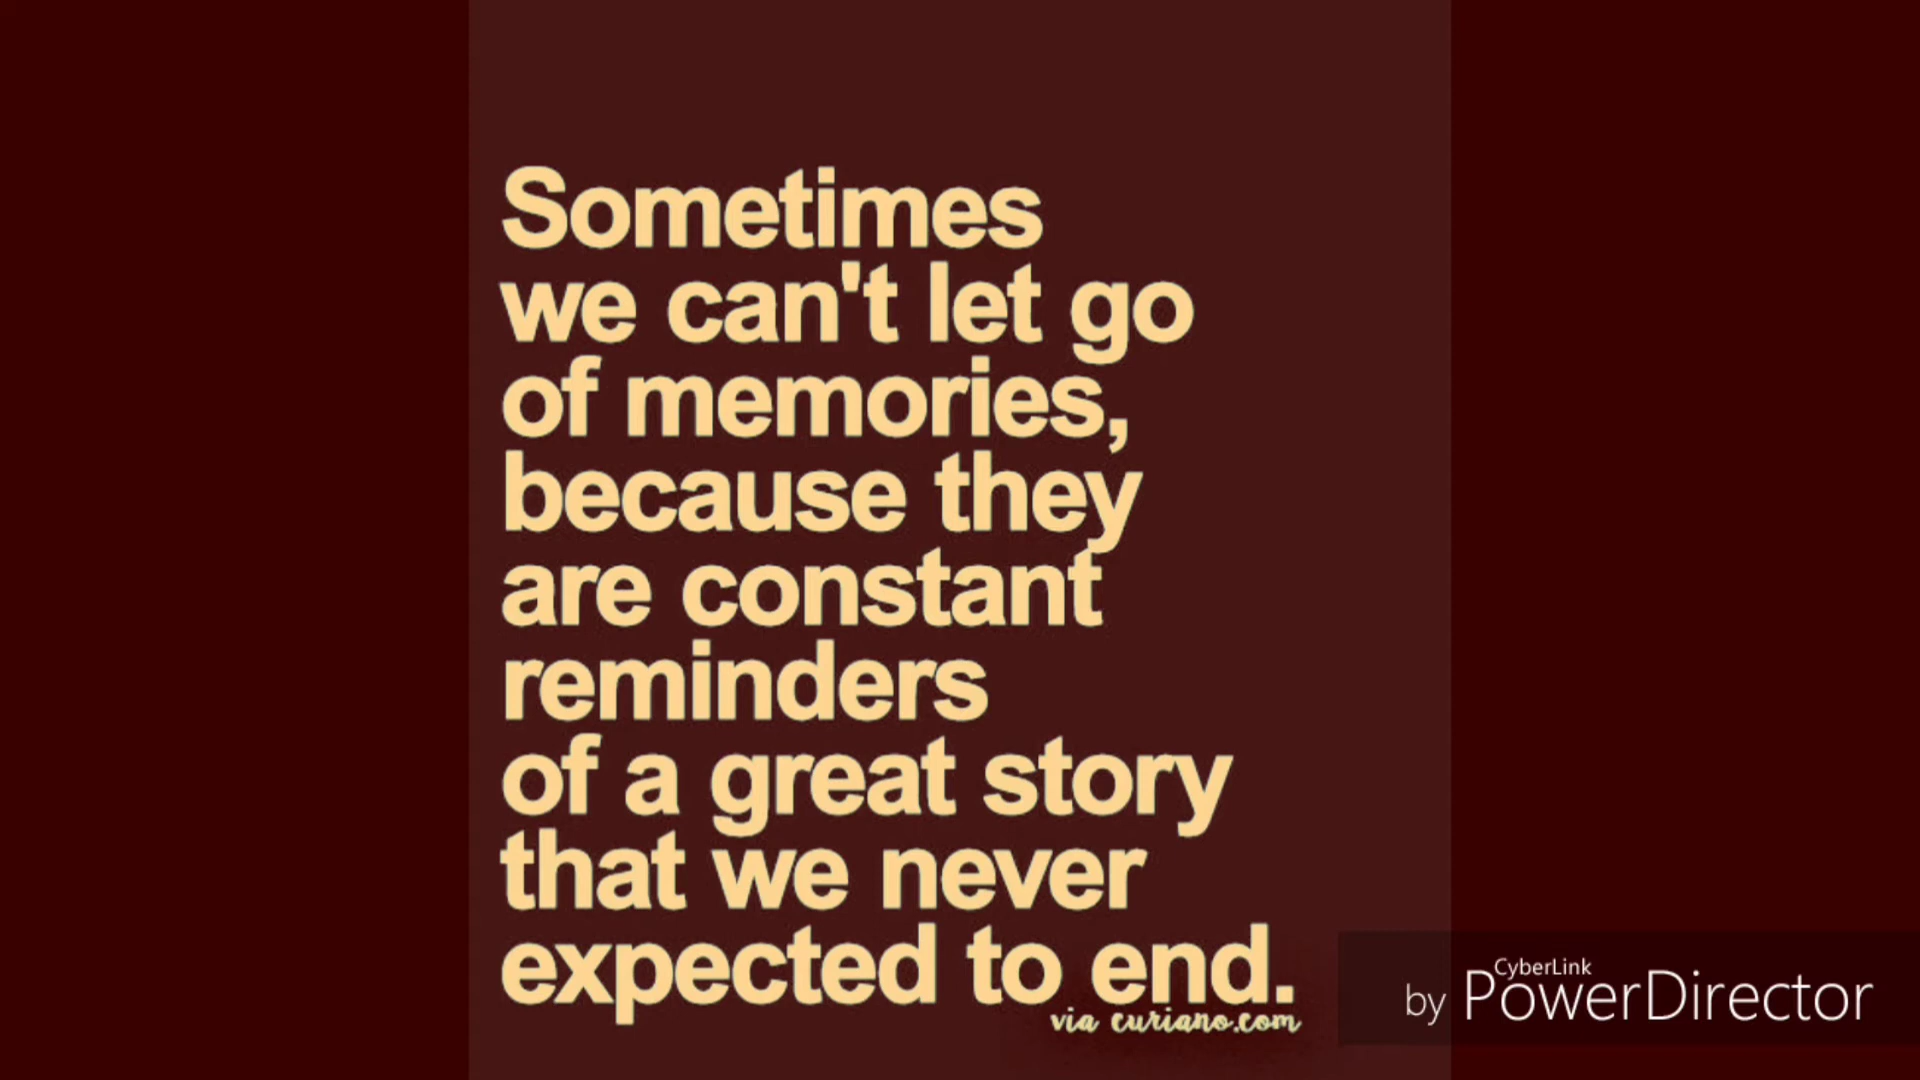 Sometimes
we can't let go
of memories,
because they
are constant
reminders
of a great story
that we never
expected to end.
via curiano.com
by CyberLink PowerDirector